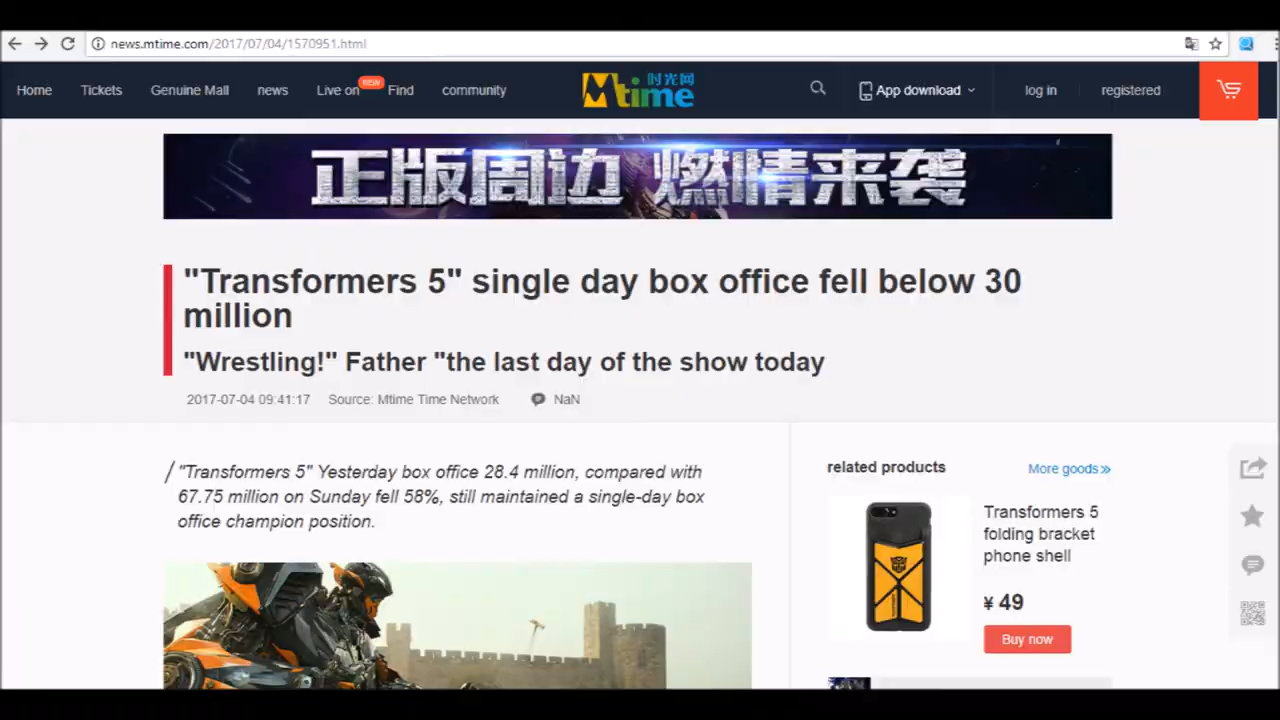 news.mtime.com/2017/07/04/1570951.html
Home Tickets Genuine Mall news Live on NEW Find community Mtime 时光网 App download log in registered
正版周边 燃情来袭
"Transformers 5" single day box office fell below 30
million
"Wrestling!" Father "the last day of the show today
2017-07-04 09:41:17 Source: Mtime Time Network NaN
"Transformers 5" Yesterday box office 28.4 million, compared with
67.75 million on Sunday fell 58%, still maintained a single-day box
office champion position.
related products More goods»
Transformers 5
folding bracket
phone shell
¥ 49
Buy now